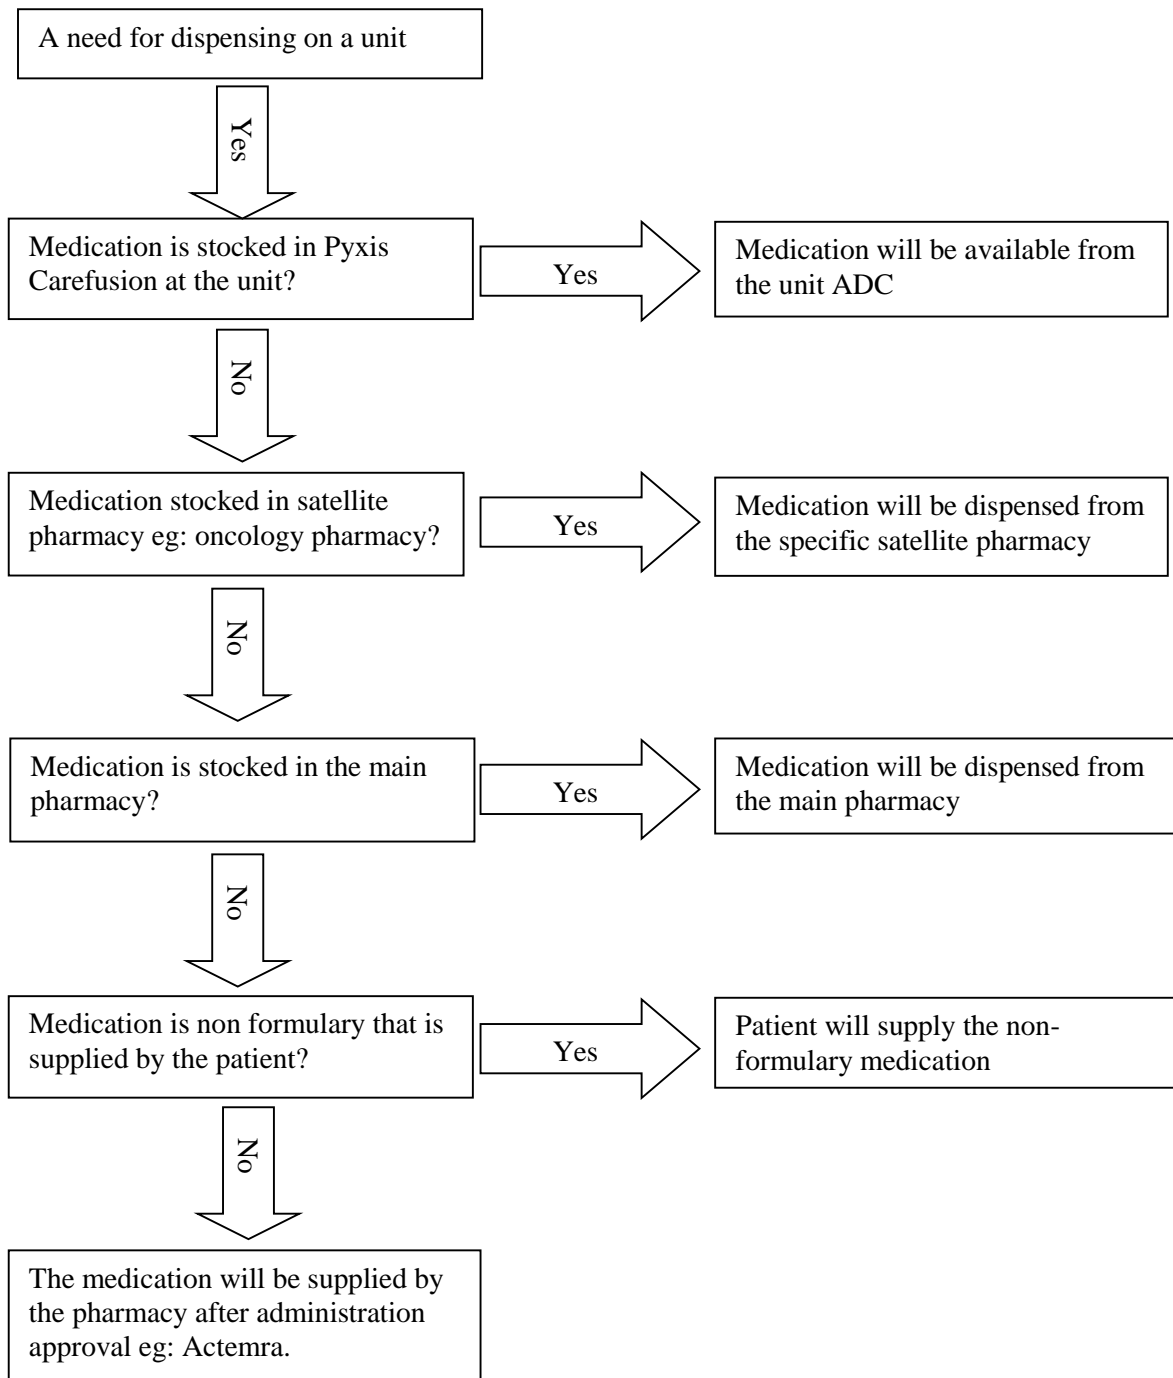 A need for dispensing on a unit
Yes
Medication is stocked in Pyxis
Carefusion at the unit?
Yes
Medication will be available from
the unit ADC
No
Medication stocked in satellite
pharmacy eg: oncology pharmacy?
Yes
Medication will be dispensed from
the specific satellite pharmacy
No
Medication is stocked in the main
pharmacy?
Yes
Medication will be dispensed from
the main pharmacy
No
Medication is non formulary that is
supplied by the patient?
Yes
Patient will supply the non-
formulary medication
No
The medication will be supplied by
the pharmacy after administration
approval eg: Actemra.